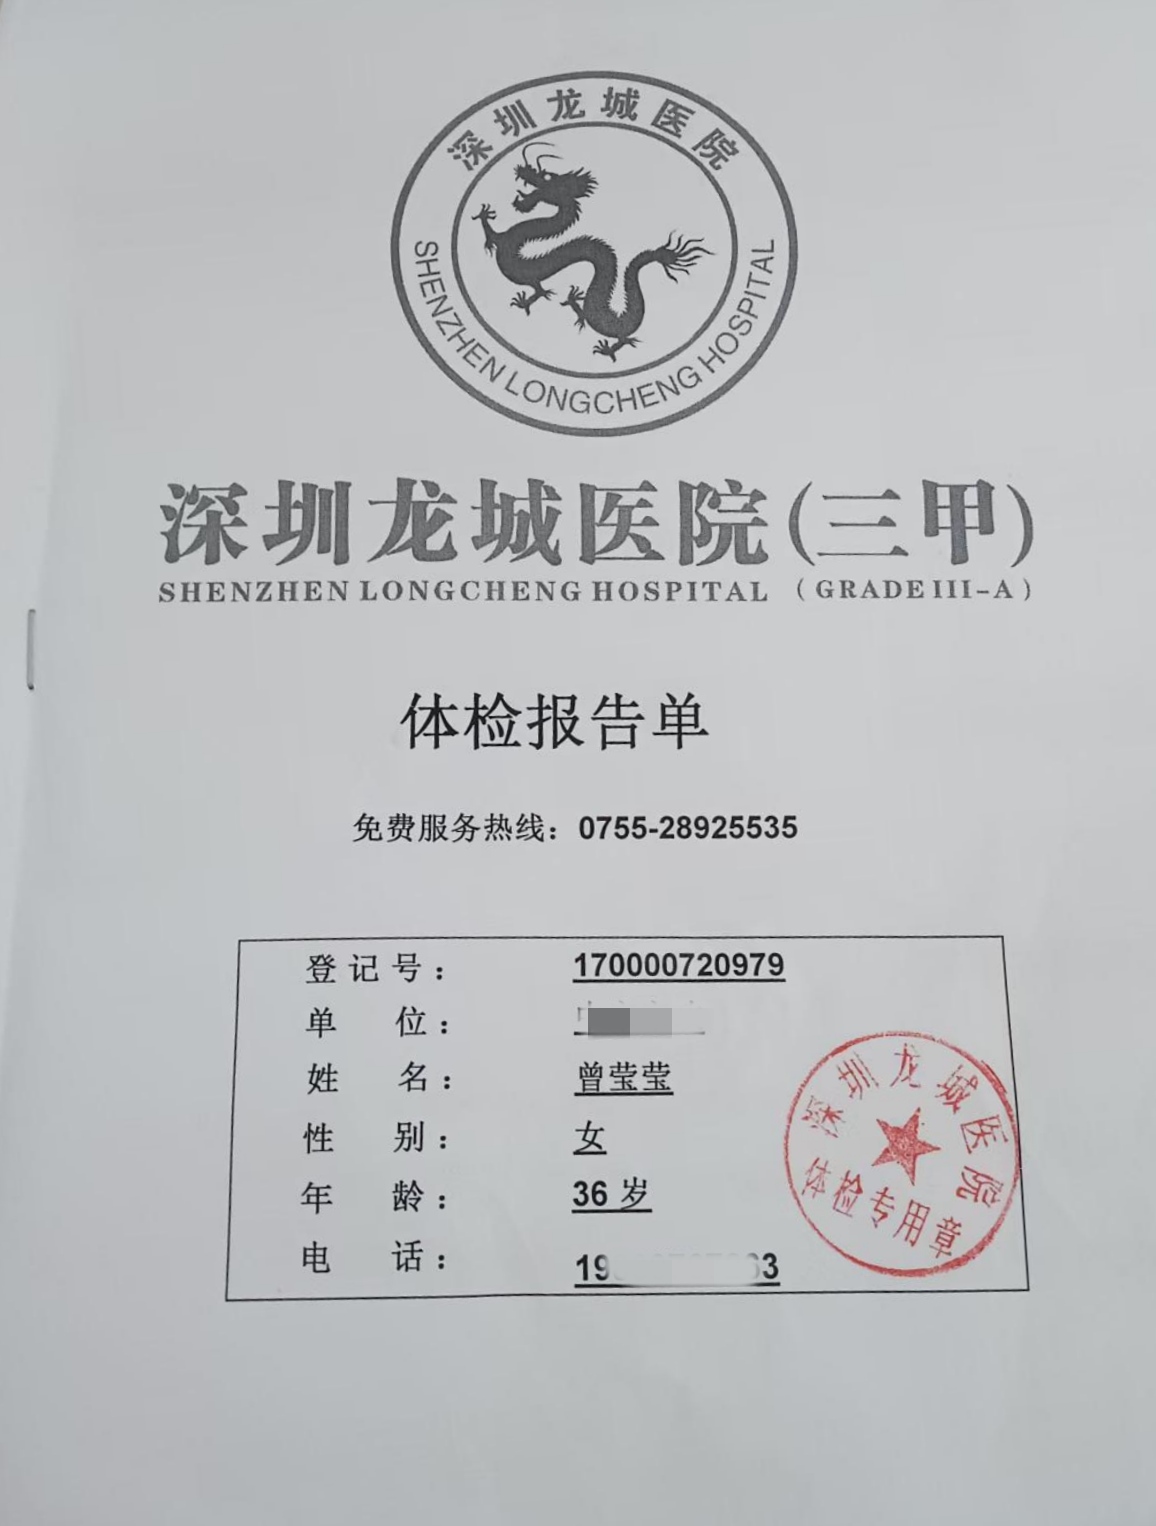 深圳龙城医院
SHENZHEN LONGCHENG HOSPITAL
深圳龙城医院(三甲)
SHENZHEN LONGCHENG HOSPITAL (GRADE III-A)
体检报告单
免费服务热线：0755-28925535
登记号： 170000720979
单位：
姓名： 曾莹莹
性别： 女
年龄： 36 岁
电话： 19 63
深圳龙城医院
体检专用章